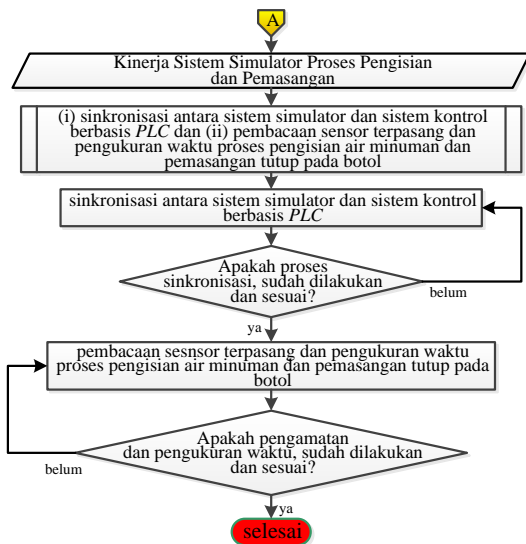 A
Kinerja Sistem Simulator Proses Pengisian
dan Pemasangan
(i) sinkronisasi antara sistem simulator dan sistem kontrol
berbasis PLC dan (ii) pembacaan sensor terpasang dan
pengukuran waktu proses pengisian air minuman dan
pemasangan tutup pada botol
sinkronisasi antara sistem simulator dan sistem kontrol
berbasis PLC
Apakah proses
sinkronisasi, sudah dilakukan
dan sesuai?
belum
ya
pembacaan sesnsor terpasang dan pengukuran waktu
proses pengisian air minuman dan pemasangan tutup pada
botol
Apakah pengamatan
dan pengukuran waktu, sudah dilakukan
dan sesuai?
belum
ya
selesai